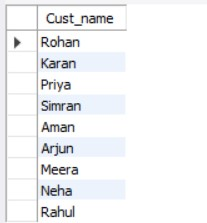 Cust_name
Rohan
Karan
Priya
Simran
Aman
Arjun
Meera
Neha
Rahul